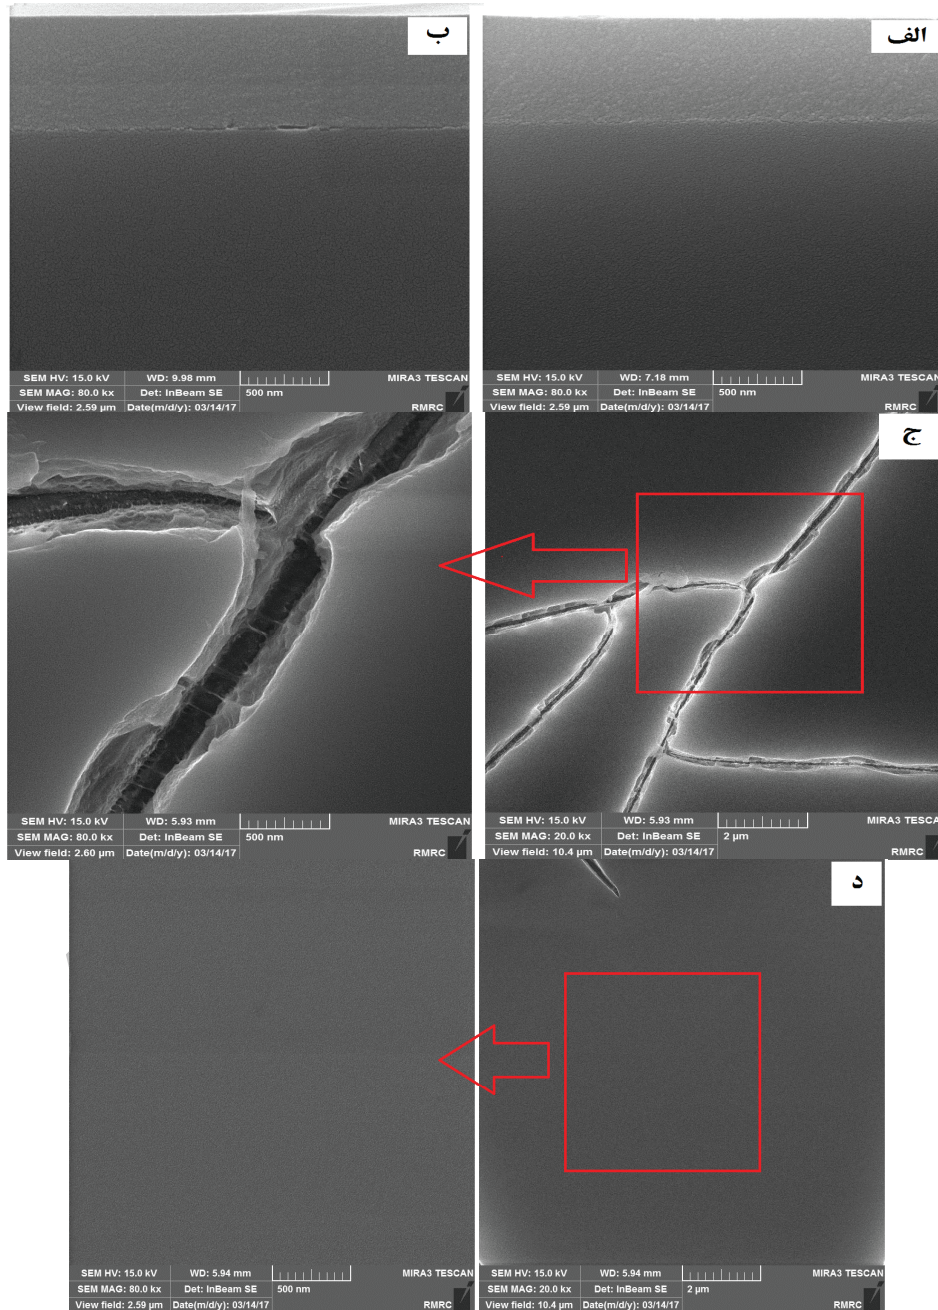 الف
SEM HV: 15.0 kV WD: 7.18 mm MIRA3 TESCAN
SEM MAG: 80.0 kx Det: InBeam SE 500 nm
View field: 2.59 µm Date(m/d/y): 03/14/17 RMRC
ب
SEM HV: 15.0 kV WD: 9.98 mm MIRA3 TESCAN
SEM MAG: 80.0 kx Det: InBeam SE 500 nm
View field: 2.59 µm Date(m/d/y): 03/14/17 RMRC
ج
SEM HV: 15.0 kV WD: 5.93 mm MIRA3 TESCA
SEM MAG: 20.0 kx Det: InBeam SE 2 µm
View field: 10.4 µm Date(m/d/y): 03/14/17 RMRC
SEM HV: 15.0 kV WD: 5.93 mm MIRA3 TESCAN
SEM MAG: 80.0 kx Det: InBeam SE 500 nm
View field: 2.60 µm Date(m/d/y): 03/14/17 RMRC
د
SEM HV: 15.0 kV WD: 5.94 mm MIRA3 TESCAN
SEM MAG: 20.0 kx Det: InBeam SE 2 µm
View field: 10.4 µm Date(m/d/y): 03/14/17 RMRC
SEM HV: 15.0 kV WD: 5.94 mm MIRA3 TESCAN
SEM MAG: 80.0 kx Det: InBeam SE 500 nm
View field: 2.59 µm Date(m/d/y): 03/14/17 RMRC